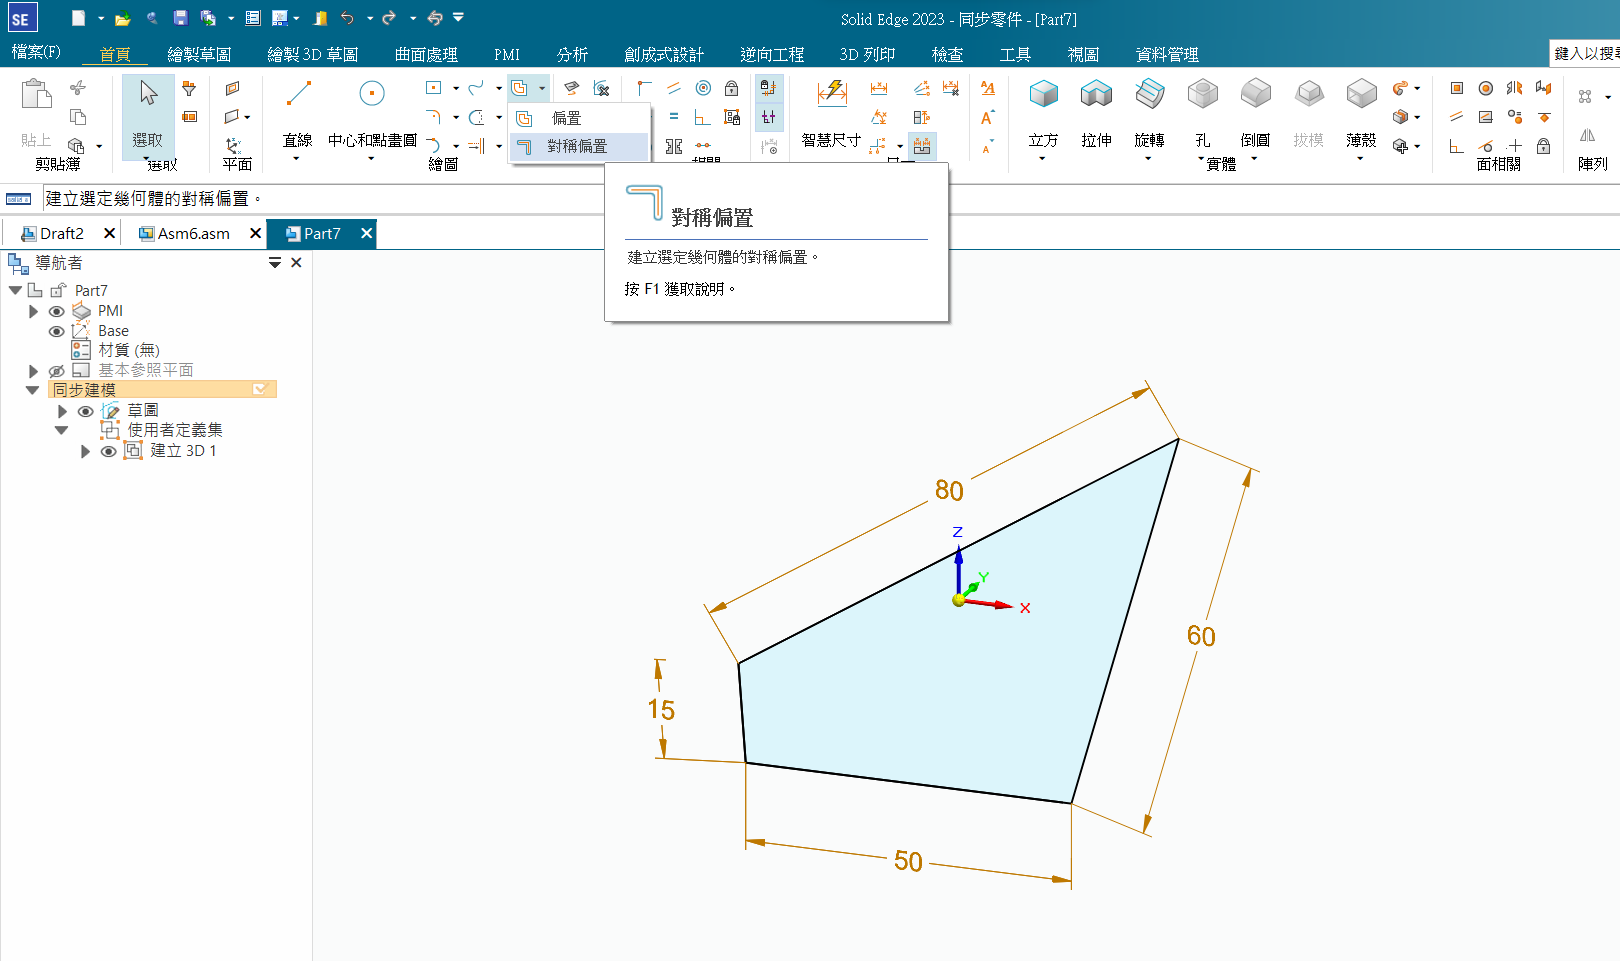 SE
Solid Edge 2023 - 同步零件 - [Part7]
檔案(F)
首頁
繪製草圖
繪製 3D 草圖
曲面處理
PMI
分析
創成式設計
逆向工程
3D 列印
檢查
工具
視圖
資料管理
鍵入以搜尋
貼上
剪貼簿
選取
選取
平面
直線
中心和點畫圓
繪圖
偏置
對稱偏置
智慧尺寸
立方
拉伸
旋轉
孔
倒圓
拔模
薄殼
實體
面相關
陣列
建立選定幾何體的對稱偏置。
Draft2
Asm6.asm
Part7
對稱偏置
建立選定幾何體的對稱偏置。
按 F1 獲取說明。
導航者
Part7
PMI
Base
材質 (無)
基本參照平面
同步建模
草圖
使用者定義集
建立 3D 1
80
60
15
50
Z
Y
X